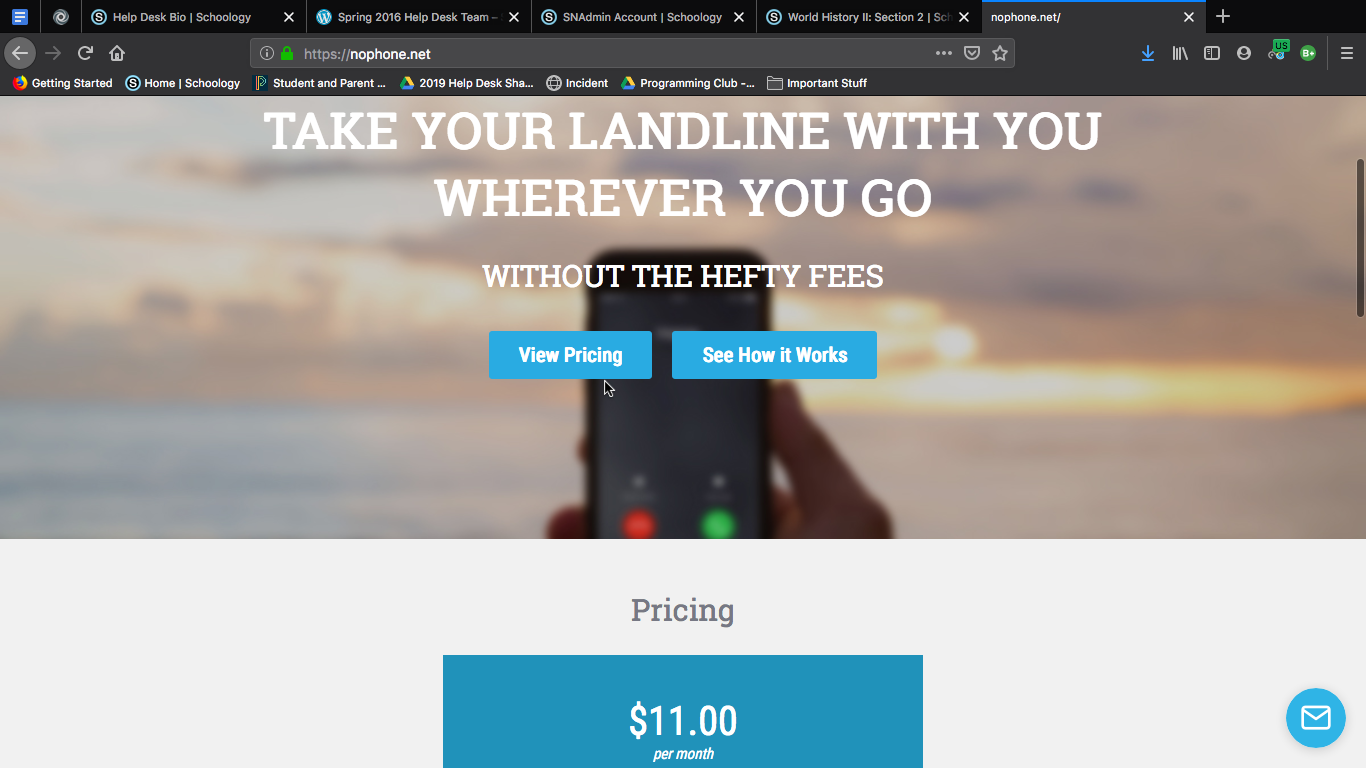 Help Desk Bio | Schoology
Spring 2016 Help Desk Team –
SNAdmin Account | Schoology
World History II: Section 2 | Sch
nophone.net/
https://nophone.net
US
B+
Getting Started
Home | Schoology
Student and Parent ...
2019 Help Desk Sha...
Incident
Programming Club -...
Important Stuff
TAKE YOUR LANDLINE WITH YOU
WHEREVER YOU GO
WITHOUT THE HEFTY FEES
View Pricing
See How it Works
Pricing
$11.00
per month